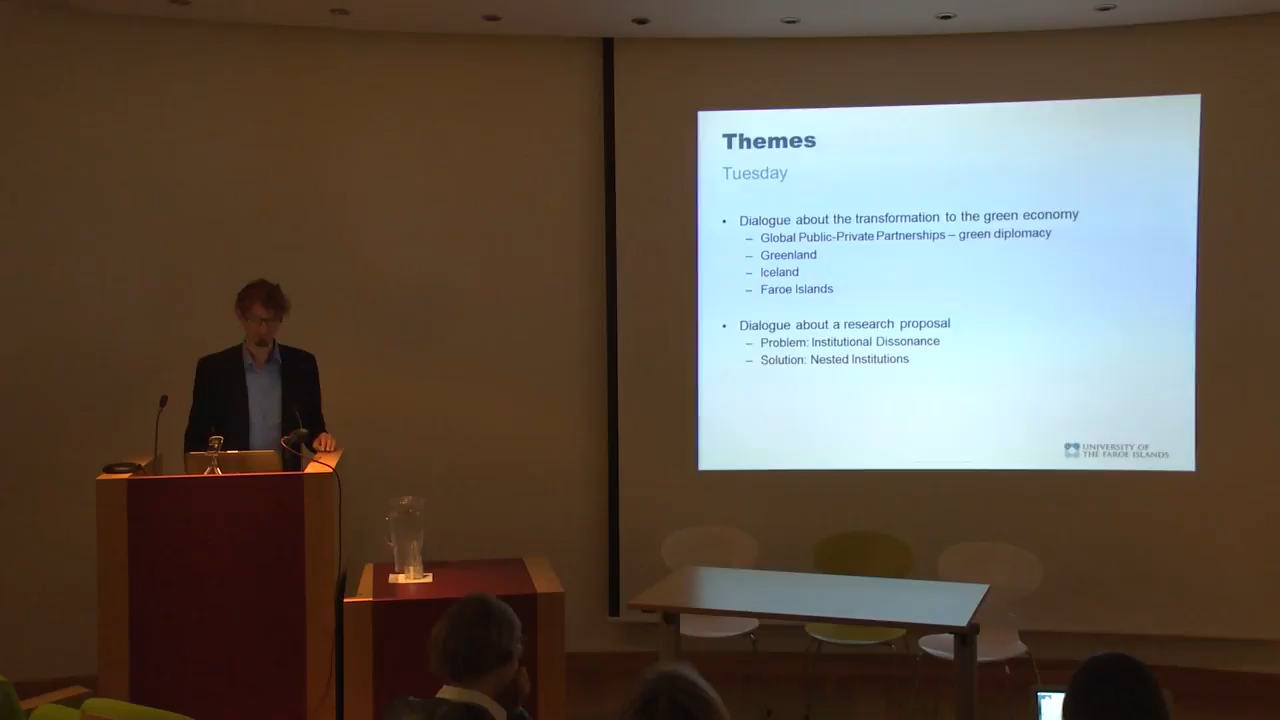 Themes
Tuesday
• Dialogue about the transformation to the green economy
– Global Public-Private Partnerships – green diplomacy
– Greenland
– Iceland
– Faroe Islands
• Dialogue about a research proposal
– Problem: Institutional Dissonance
– Solution: Nested Institutions
UNIVERSITY OF
THE FAROE ISLANDS